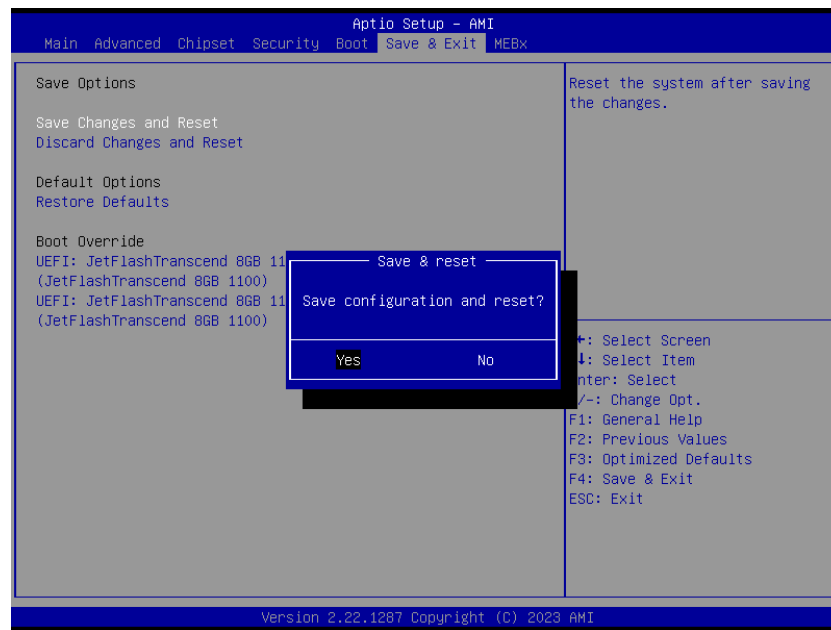 Aptio Setup – AMI
Main Advanced Chipset Security Boot Save & Exit MEBx
Save Options
Save Changes and Reset
Discard Changes and Reset
Default Options
Restore Defaults
Boot Override
UEFI: JetFlashTranscend 8GB 11
(JetFlashTranscend 8GB 1100)
UEFI: JetFlashTranscend 8GB 11
(JetFlashTranscend 8GB 1100)
Save & reset
Save configuration and reset?
Yes No
Reset the system after saving
the changes.
: Select Screen
: Select Item
nter: Select
/-: Change Opt.
F1: General Help
F2: Previous Values
F3: Optimized Defaults
F4: Save & Exit
ESC: Exit
Version 2.22.1287 Copyright (C) 2023 AMI